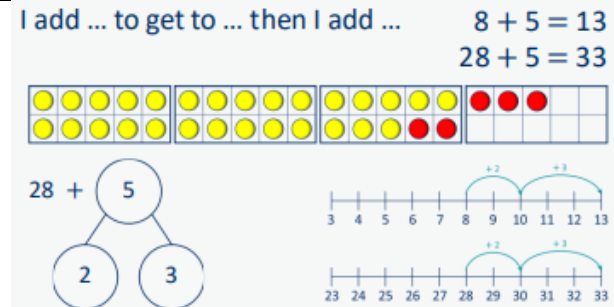 I add ... to get to ... then I add ...
8 + 5 = 13
28 + 5 = 33
28 + 5
2 3
+2 +3
3 4 5 6 7 8 9 10 11 12 13
+2 +3
23 24 25 26 27 28 29 30 31 32 33